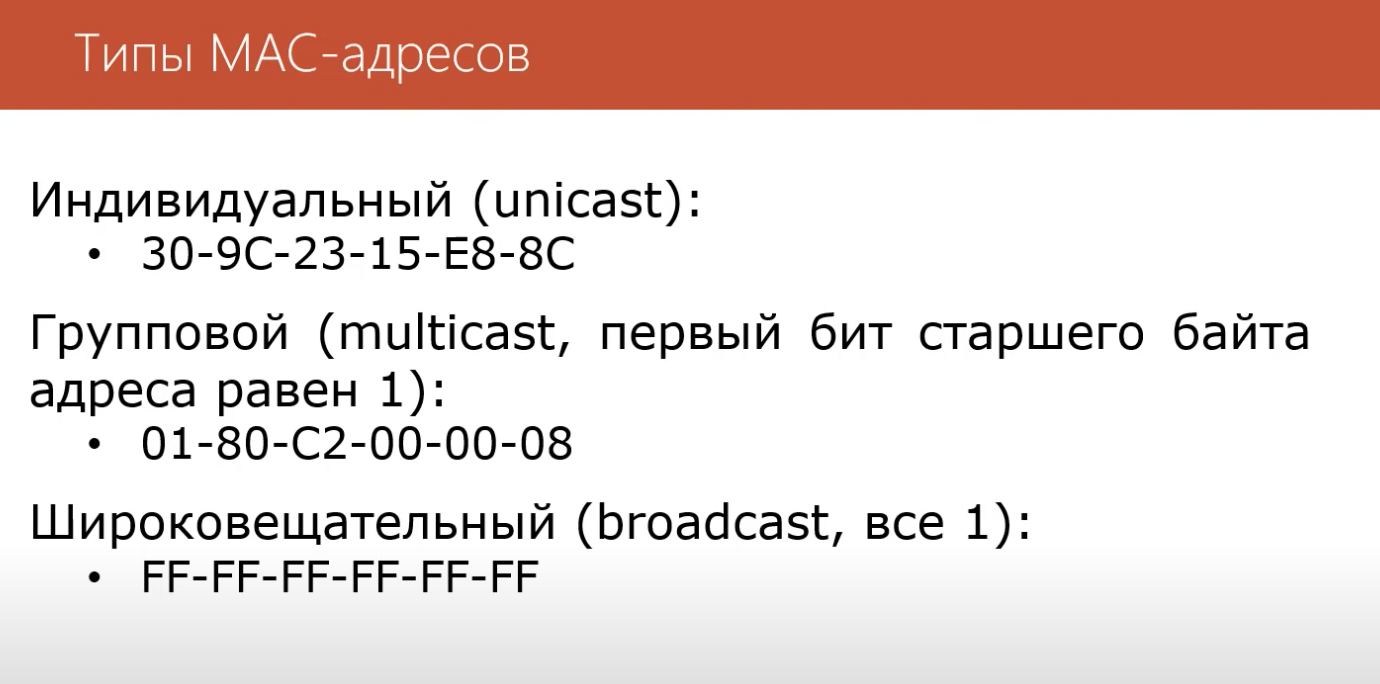 Типы MAC-адресов
Индивидуальный (unicast):
• 30-9C-23-15-E8-8C
Групповой (multicast, первый бит старшего байта
адреса равен 1):
• 01-80-C2-00-00-08
Широковещательный (broadcast, все 1):
• FF-FF-FF-FF-FF-FF